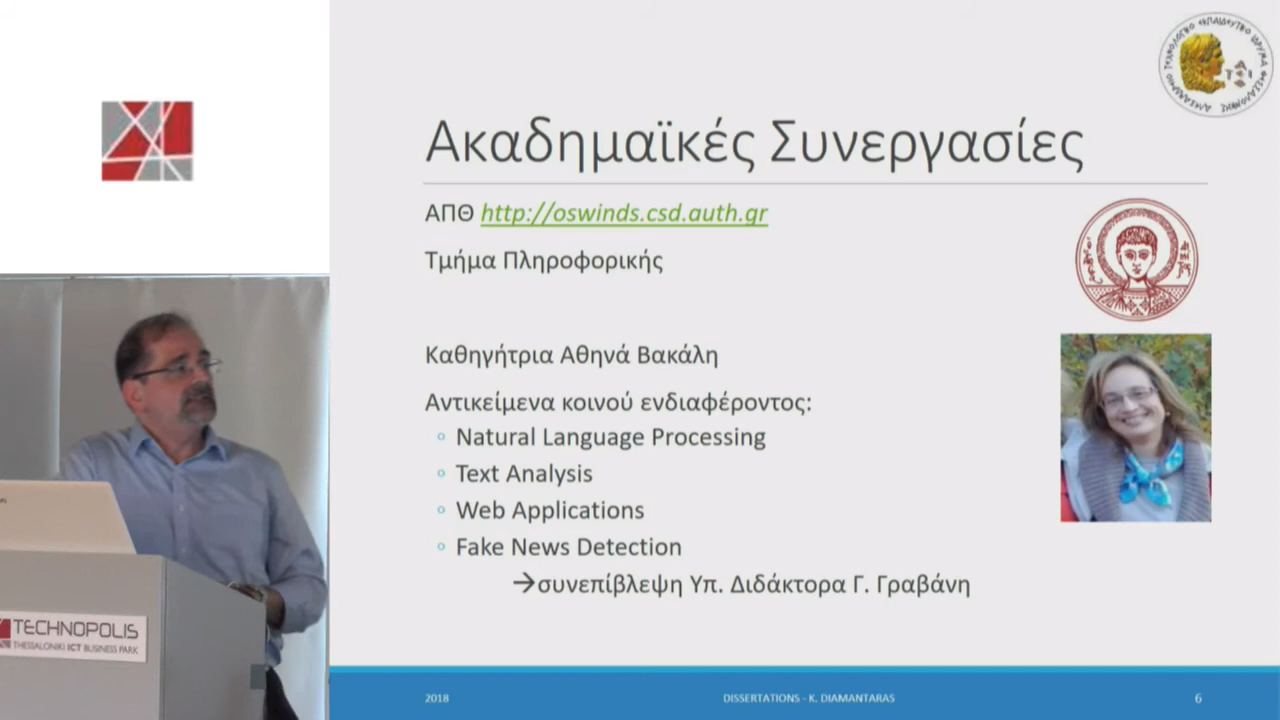 Ακαδημαϊκές Συνεργασίες
ΑΠΘ http://oswinds.csd.auth.gr
Τμήμα Πληροφορικής
Καθηγήτρια Αθηνά Βακάλη
Αντικείμενα κοινού ενδιαφέροντος:
Natural Language Processing
Text Analysis
Web Applications
Fake News Detection
→συνεπίβλεψη Υπ. Διδάκτορα Γ. Γραβάνη
TECHNOPOLIS
THESSALONIKI ICT BUSINESS PARK
2018
DISSERTATIONS - K. DIAMANTARAS
6